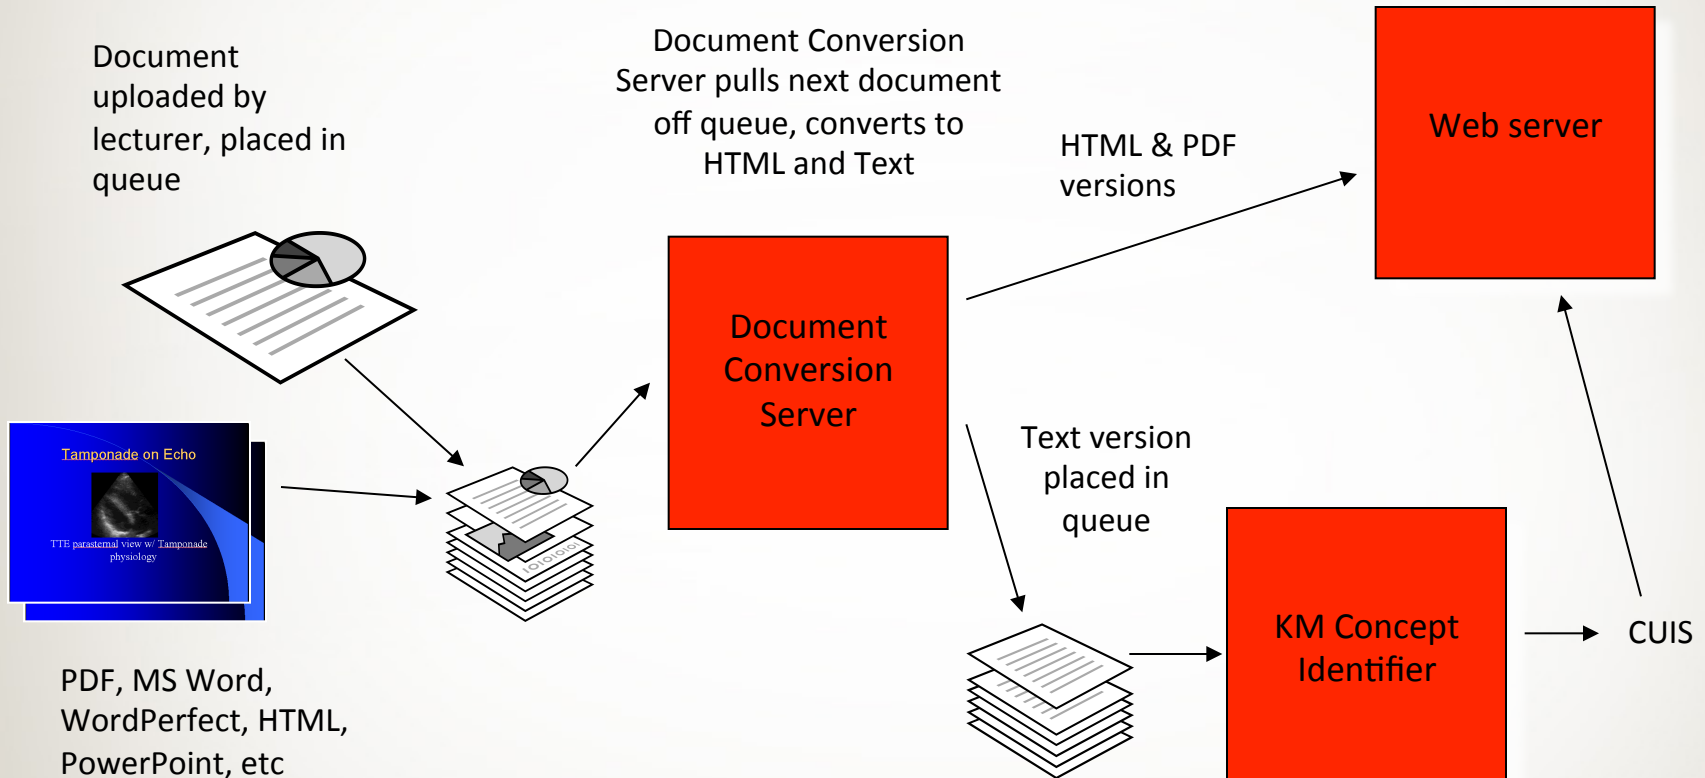 Document
uploaded by
lecturer, placed in
queue
Document Conversion
Server pulls next document
off queue, converts to
HTML and Text
HTML & PDF
versions
Web server
Document
Conversion
Server
Tamponade on Echo
TTE parasternal view w/ Tamponade
physiology
IOIOIOIOI
Text version
placed in
queue
KM Concept
Identifier
CUIS
PDF, MS Word,
WordPerfect, HTML,
PowerPoint, etc